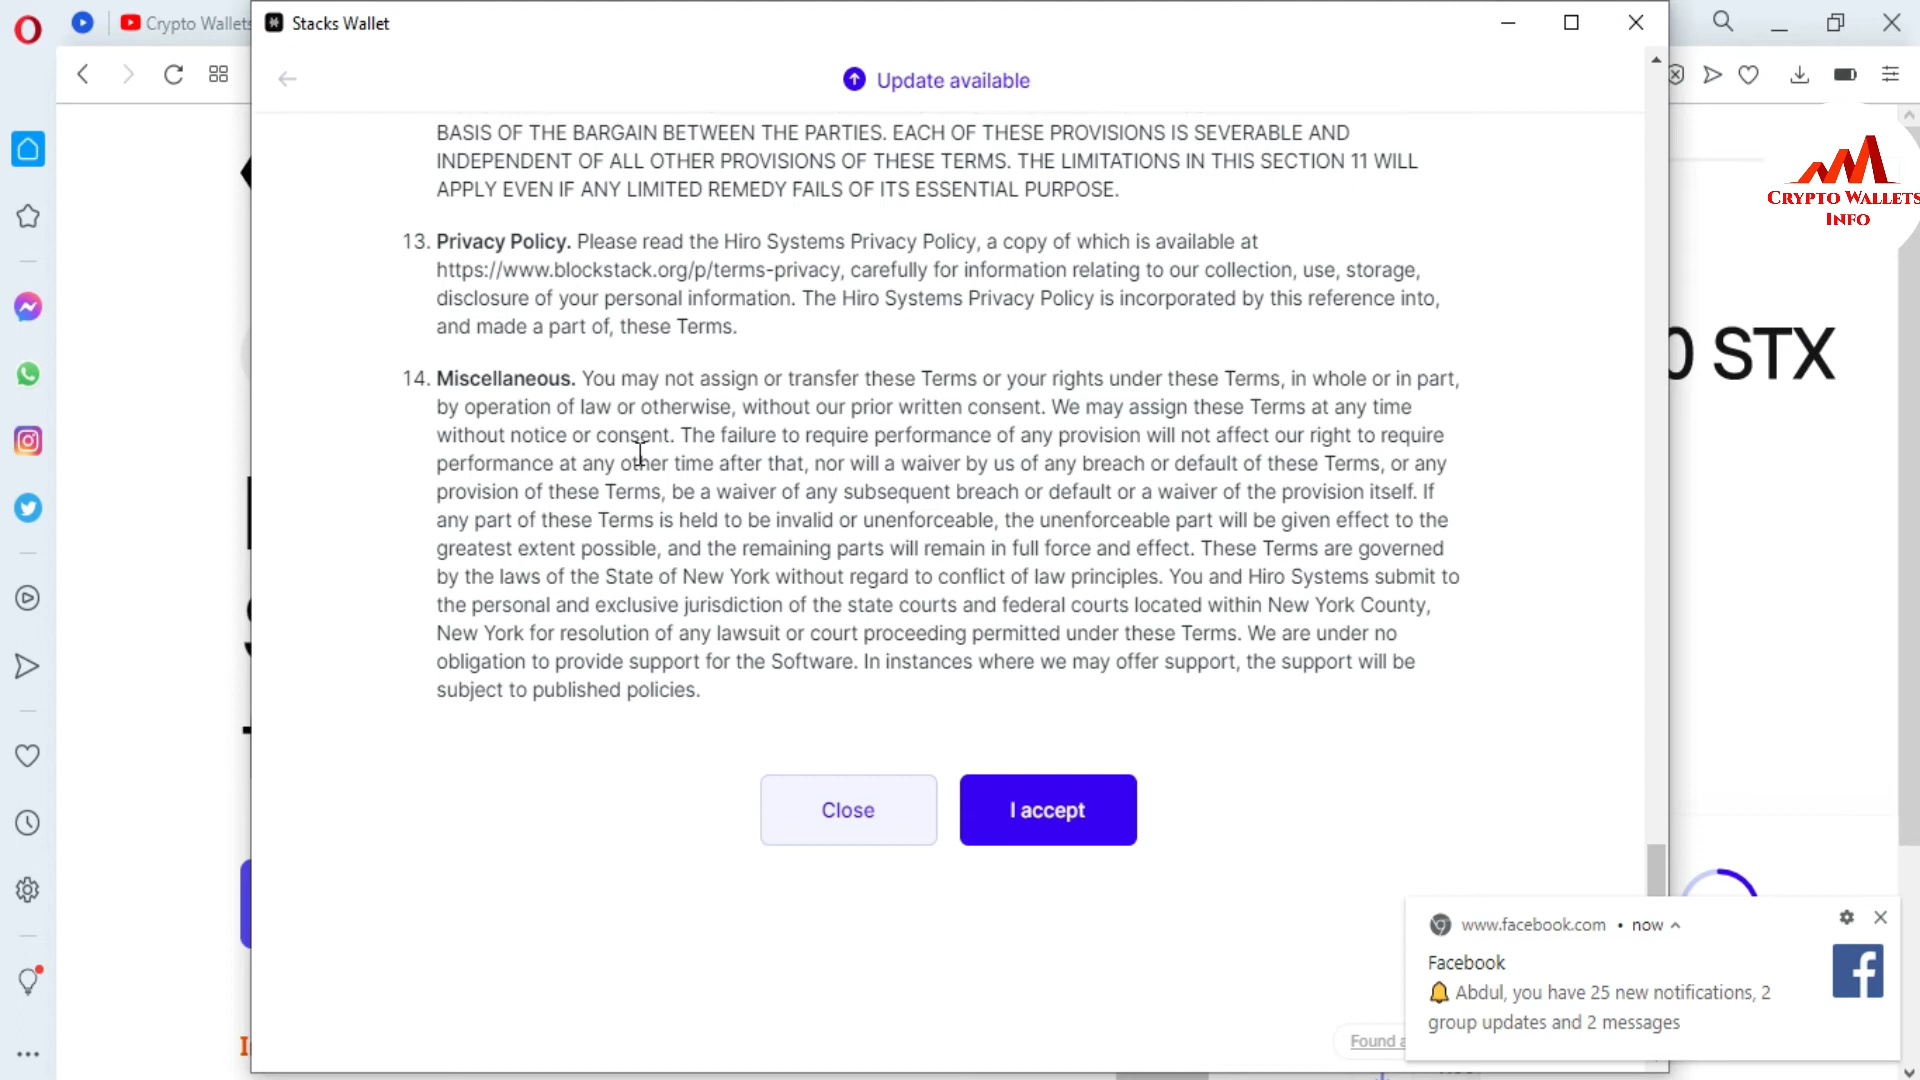 Crypto Wallets
Stacks Wallet
Update available
BASIS OF THE BARGAIN BETWEEN THE PARTIES. EACH OF THESE PROVISIONS IS SEVERABLE AND
INDEPENDENT OF ALL OTHER PROVISIONS OF THESE TERMS. THE LIMITATIONS IN THIS SECTION 11 WILL
APPLY EVEN IF ANY LIMITED REMEDY FAILS OF ITS ESSENTIAL PURPOSE.
13. Privacy Policy. Please read the Hiro Systems Privacy Policy, a copy of which is available at
https://www.blockstack.org/p/terms-privacy, carefully for information relating to our collection, use, storage,
disclosure of your personal information. The Hiro Systems Privacy Policy is incorporated by this reference into,
and made a part of, these Terms.
14. Miscellaneous. You may not assign or transfer these Terms or your rights under these Terms, in whole or in part,
by operation of law or otherwise, without our prior written consent. We may assign these Terms at any time
without notice or consent. The failure to require performance of any provision will not affect our right to require
performance at any other time after that, nor will a waiver by us of any breach or default of these Terms, or any
provision of these Terms, be a waiver of any subsequent breach or default or a waiver of the provision itself. If
any part of these Terms is held to be invalid or unenforceable, the unenforceable part will be given effect to the
greatest extent possible, and the remaining parts will remain in full force and effect. These Terms are governed
by the laws of the State of New York without regard to conflict of law principles. You and Hiro Systems submit to
the personal and exclusive jurisdiction of the state courts and federal courts located within New York County,
New York for resolution of any lawsuit or court proceeding permitted under these Terms. We are under no
obligation to provide support for the Software. In instances where we may offer support, the support will be
subject to published policies.
Close
I accept
CRYPTO WALLETS
INFO
0 STX
www.facebook.com • now
Facebook
🔔 Abdul, you have 25 new notifications, 2
group updates and 2 messages
Found a